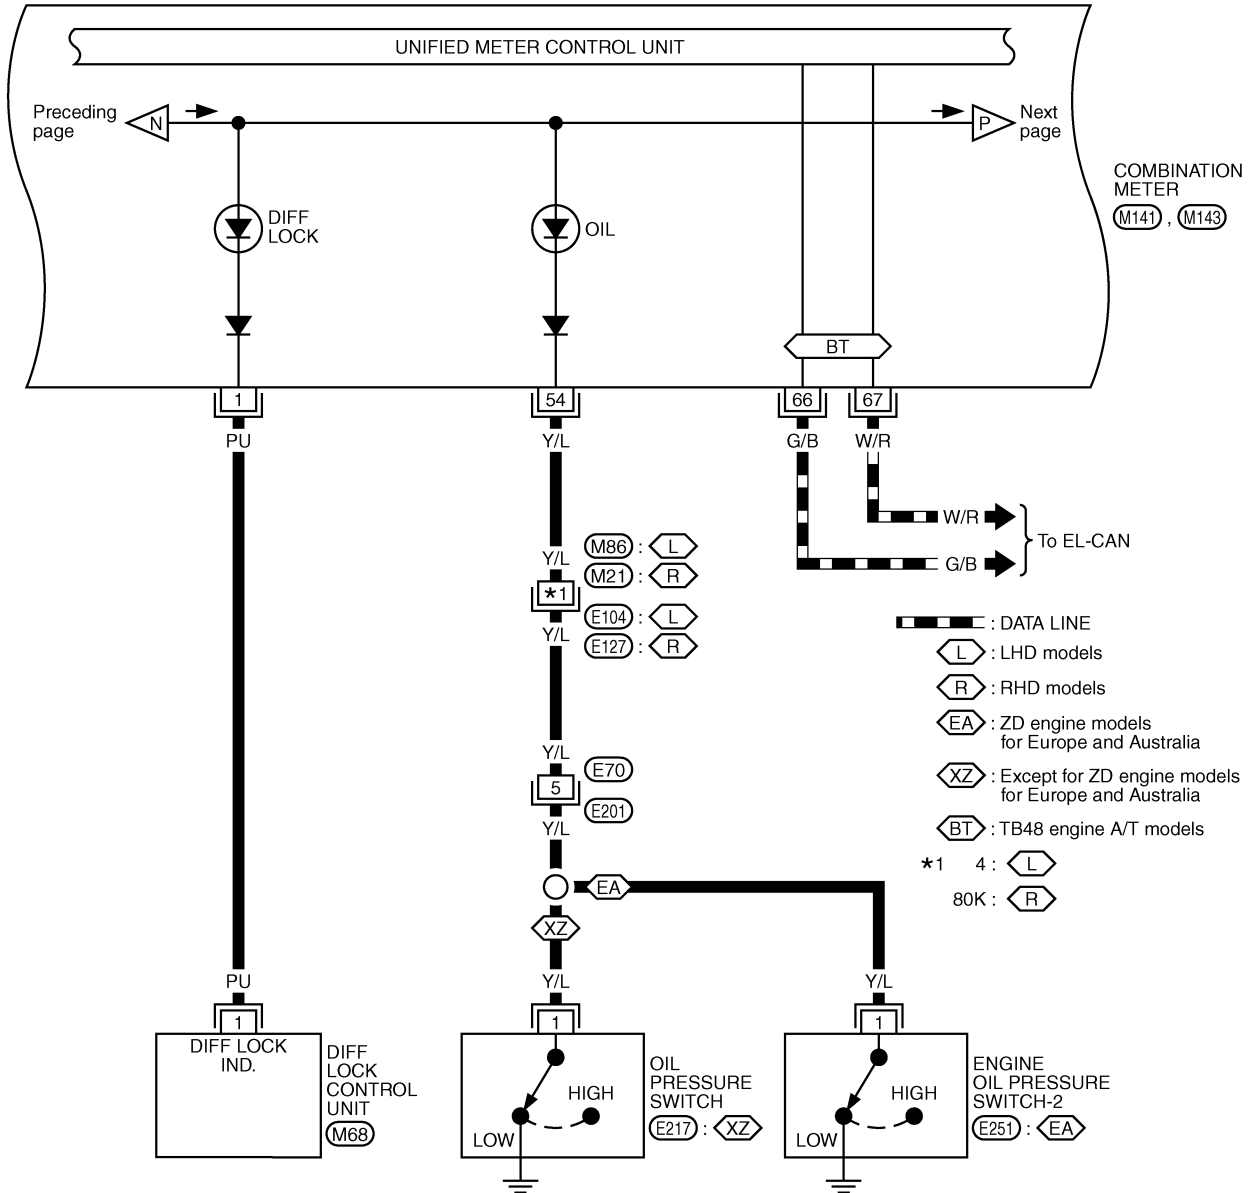 UNIFIED METER CONTROL UNIT
Preceding
page
N
P
Next
page
COMBINATION
METER
M141 , M143
DIFF
LOCK
OIL
BT
1
54
66
67
PU
Y/L
G/B
W/R
W/R
G/B
To EL-CAN
Y/L
M86 : L
M21 : R
*1
E104 : L
E127 : R
Y/L
: DATA LINE
L : LHD models
R : RHD models
EA : ZD engine models
for Europe and Australia
XZ : Except for ZD engine models
for Europe and Australia
BT : TB48 engine A/T models
*1 4 : L
80K : R
Y/L
E70
5
E201
Y/L
EA
XZ
PU
Y/L
Y/L
1
1
1
DIFF LOCK
IND.
DIFF
LOCK
CONTROL
UNIT
M68
HIGH
LOW
OIL
PRESSURE
SWITCH
E217 : XZ
HIGH
LOW
ENGINE
OIL PRESSURE
SWITCH-2
E251 : EA